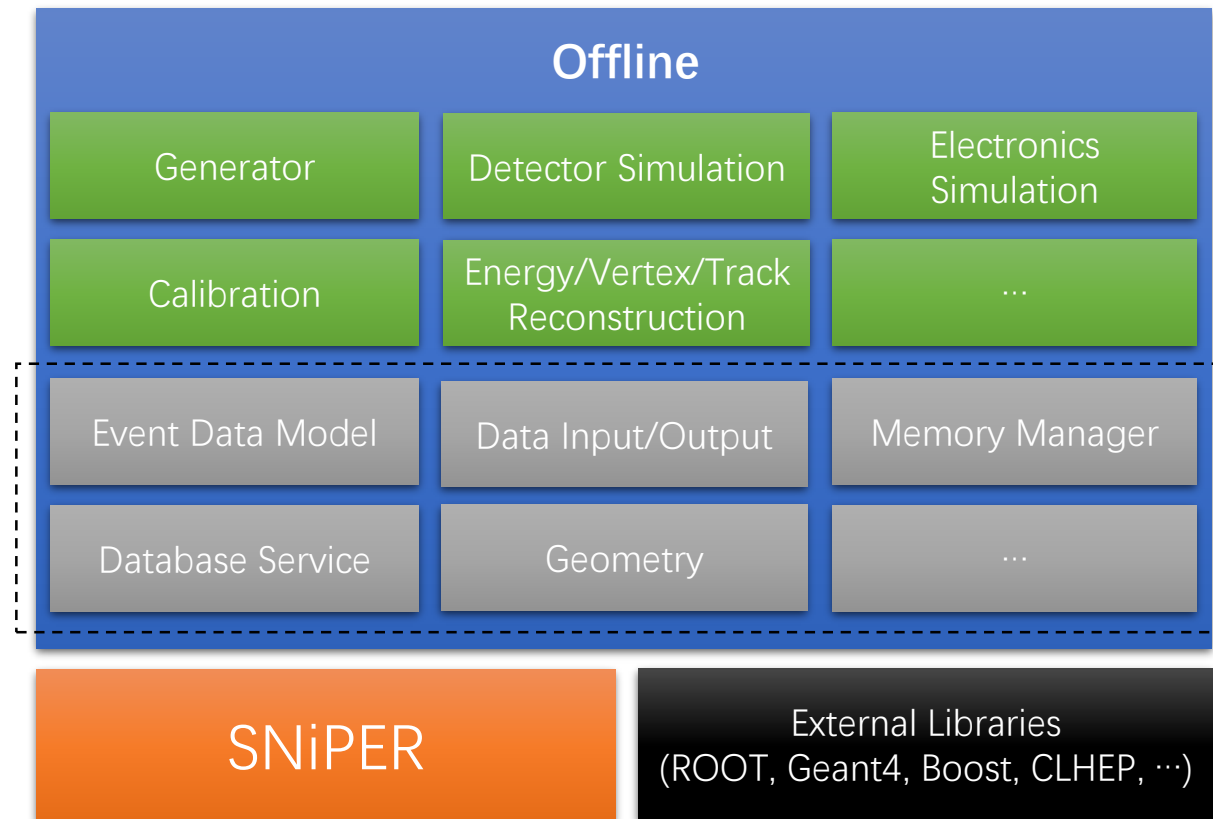 Offline
Generator
Detector Simulation
Electronics
Simulation
Calibration
Energy/Vertex/Track
Reconstruction
…
Event Data Model
Data Input/Output
Memory Manager
Database Service
Geometry
…
SNiPER
External Libraries
(ROOT, Geant4, Boost, CLHEP, …)